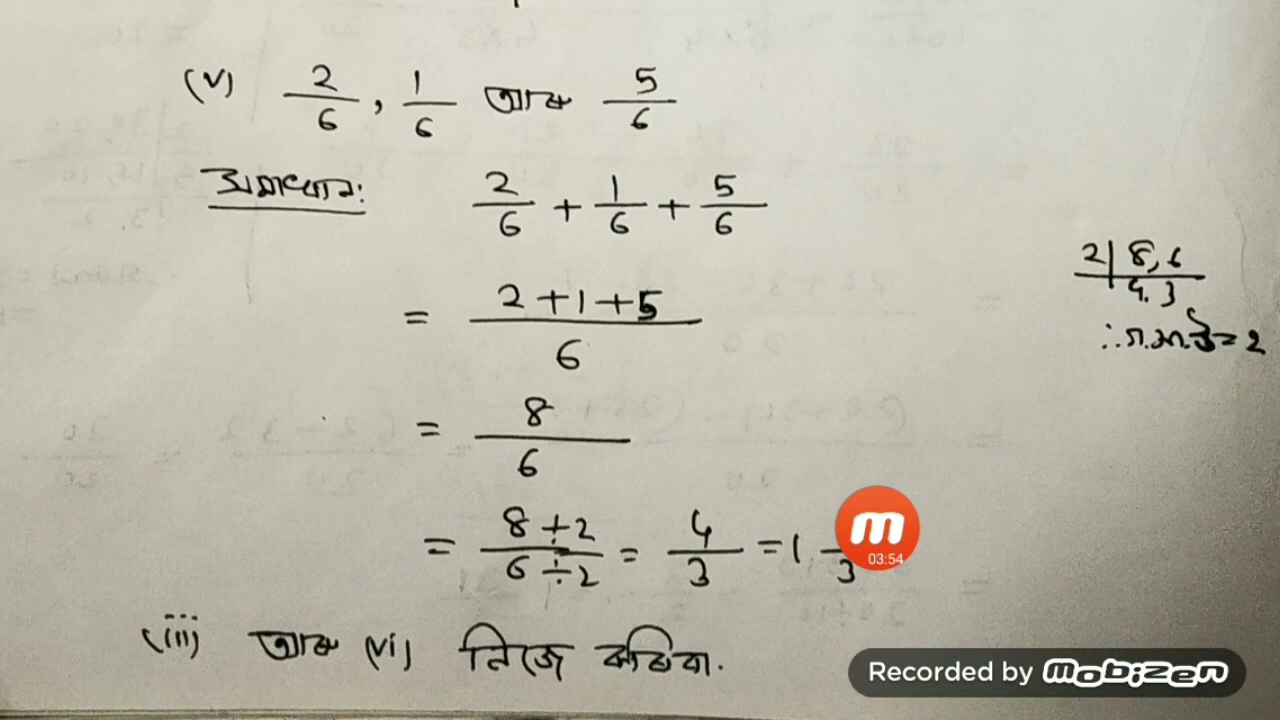 (v) 2/6, 1/6 আৰু 5/6
সমাধান: 2/6 + 1/6 + 5/6
= 2+1+5/6
2| 8, 6
4. 3
∴ গ.সা.উ = 2
= 8/6
= 8÷2/6÷2 = 4/3 = 1 /3
03:54
(iii) আৰু (vi) নিজে কৰিবা.
Recorded by mobizen